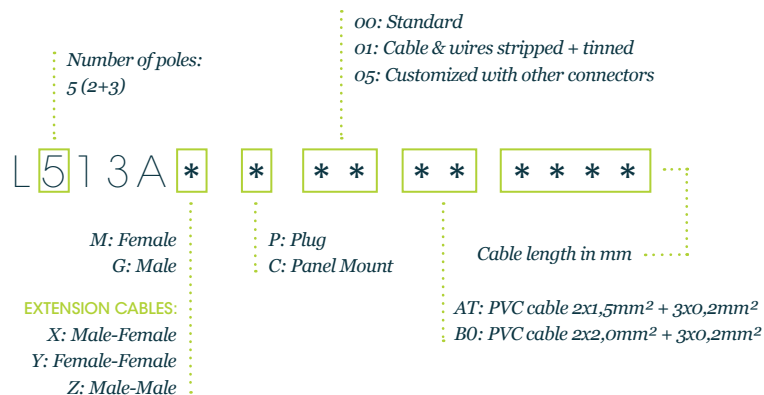 00: Standard
01: Cable & wires stripped + tinned
05: Customized with other connectors
Number of poles:
5 (2+3)
L513A* * ** ** ****
M: Female
G: Male
P: Plug
C: Panel Mount
Cable length in mm
EXTENSION CABLES:
X: Male-Female
Y: Female-Female
Z: Male-Male
AT: PVC cable 2x1,5mm² + 3x0,2mm²
B0: PVC cable 2x2,0mm² + 3x0,2mm²